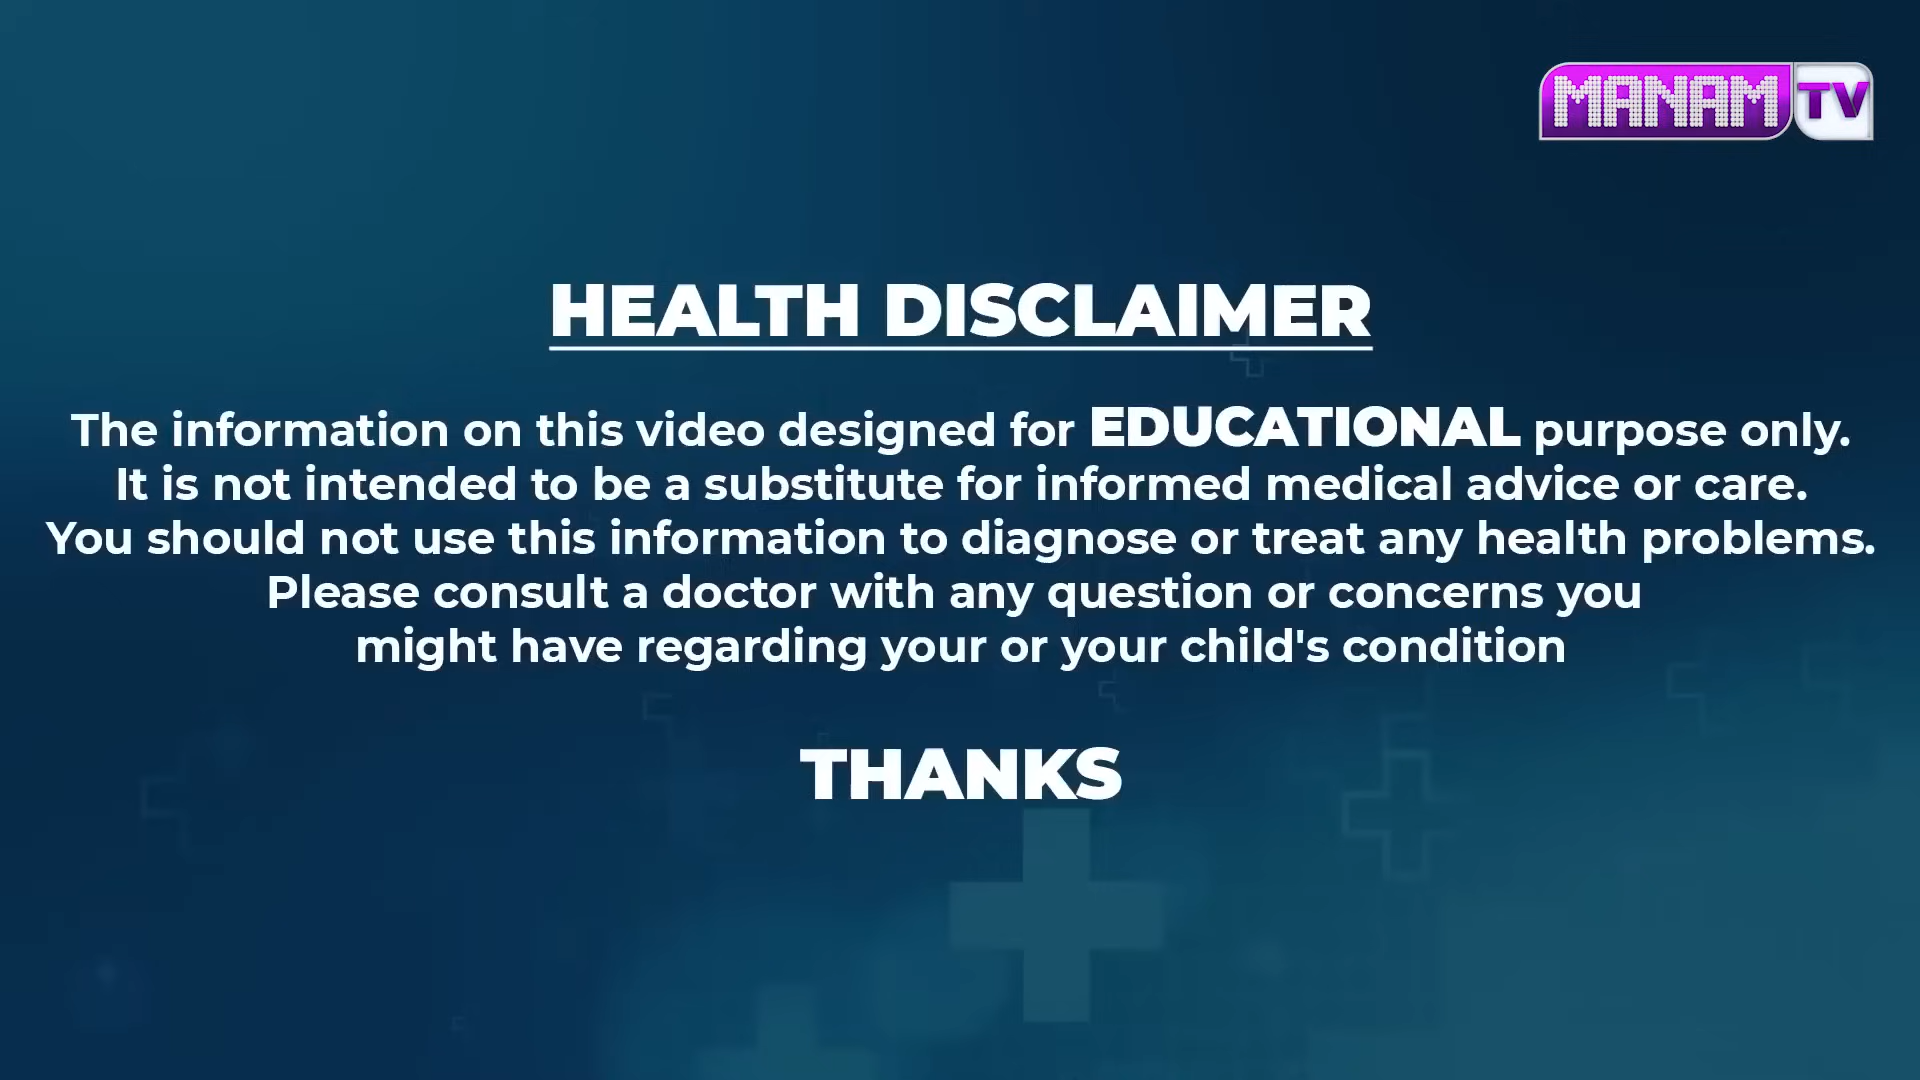 MANAM TV
HEALTH DISCLAIMER
The information on this video designed for EDUCATIONAL purpose only.
It is not intended to be a substitute for informed medical advice or care.
You should not use this information to diagnose or treat any health problems.
Please consult a doctor with any question or concerns you
might have regarding your or your child's condition
THANKS